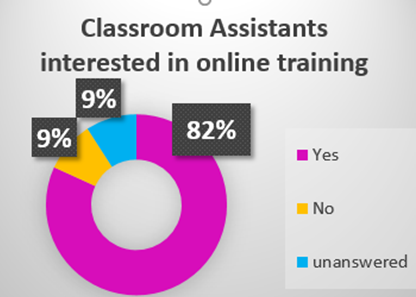 Classroom Assistants
interested in online training
9%
9%
82%
Yes
No
unanswered